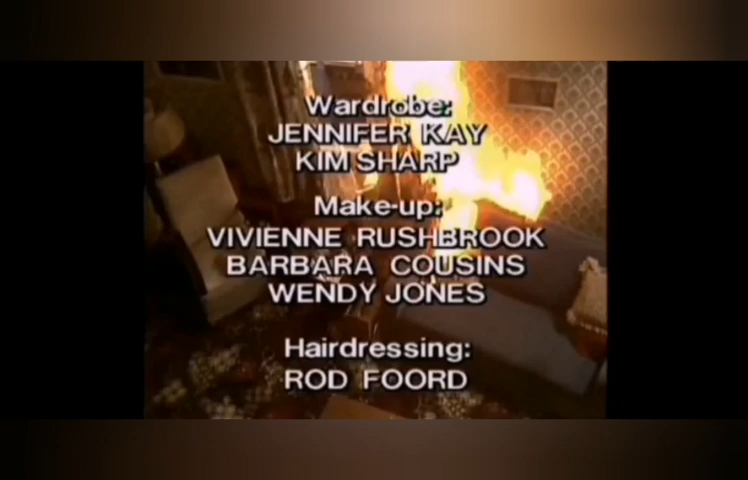 Wardrobe:
JENNIFER KAY
KIM SHARP
Make-up:
VIVIENNE RUSHBROOK
BARBARA COUSINS
WENDY JONES
Hairdressing:
ROD FOORD